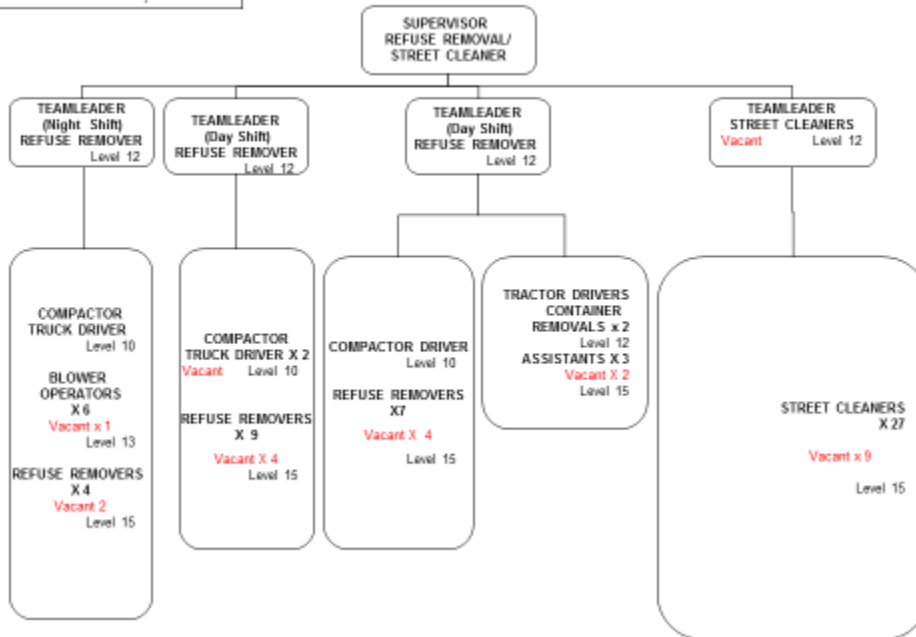 SUPERVISOR
REFUSE REMOVAL/
STREET CLEANER
TEAMLEADER
(Night Shift)
REFUSE REMOVER
Level 12
TEAMLEADER
(Day Shift)
REFUSE REMOVER
Level 12
TEAMLEADER
(Day Shift)
REFUSE REMOVER
Level 12
TEAMLEADER
STREET CLEANERS
Vacant Level 12
COMPACTOR
TRUCK DRIVER
Level 10
BLOWER
OPERATORS
X 6
Vacant x 1
Level 13
REFUSE REMOVERS
X 4
Vacant 2
Level 15
COMPACTOR
TRUCK DRIVER X 2
Vacant Level 10
REFUSE REMOVERS
X 9
Vacant X 4
Level 15
COMPACTOR DRIVER
Level 10
REFUSE REMOVERS
X7
Vacant X 4
Level 15
TRACTOR DRIVERS
CONTAINER
REMOVALS x 2
Level 12
ASSISTANTS X 3
Vacant X 2
Level 15
STREET CLEANERS
X 27
Vacant x 9
Level 15